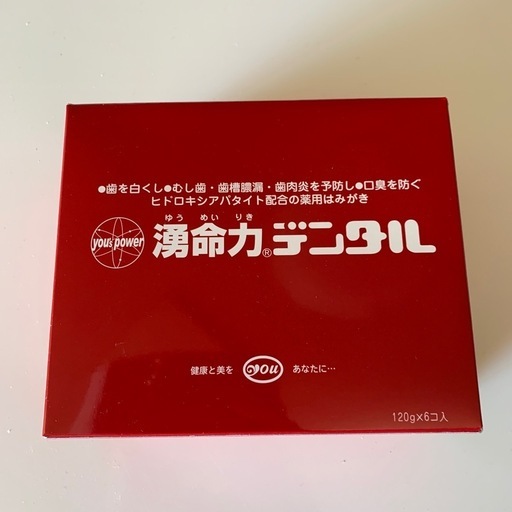 ●歯を白くし●むし歯・歯槽膿漏・歯肉炎を予防し●口臭を防ぐ
ヒドロキシアパタイト配合の薬用はみがき
ゆう めい りき
you's power 湧命力®デンタル
健康と美を you あなたに…
120g×6コ入